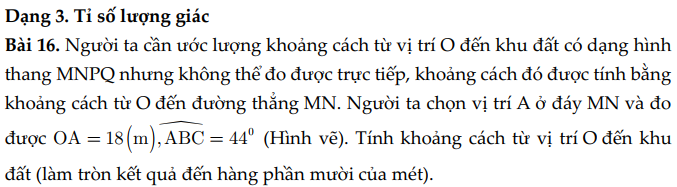 Dạng 3. Tỉ số lượng giác
Bài 16. Người ta cần ước lượng khoảng cách từ vị trí O đến khu đất có dạng hình
thang MNPQ nhưng không thể đo được trực tiếp, khoảng cách đó được tính bằng
khoảng cách từ O đến đường thẳng MN. Người ta chọn vị trí A ở đáy MN và đo
được OA = 18(m), \widehat{ABC} = 44⁰ (Hình vẽ). Tính khoảng cách từ vị trí O đến khu
đất (làm tròn kết quả đến hàng phần mười của mét).